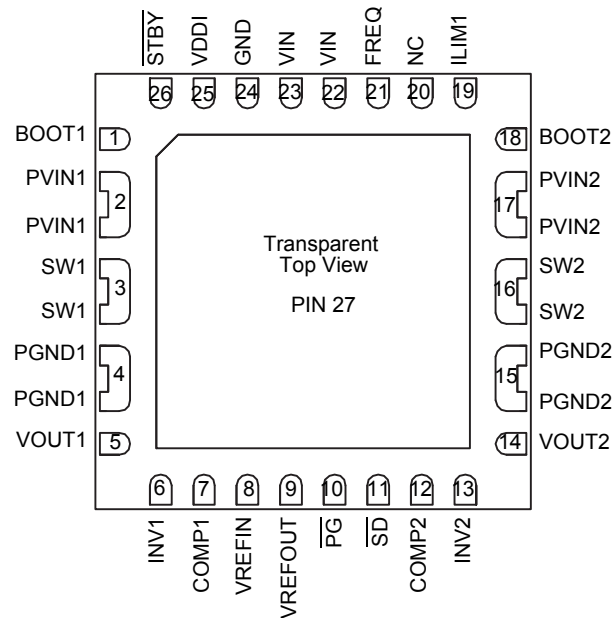 STBY
VDDI
GND
VIN
VIN
FREQ
NC
ILIM1
26
25
24
23
22
21
20
19
BOOT1
1
18
BOOT2
PVIN1
2
PVIN1
PVIN2
17
PVIN2
SW1
3
SW1
SW2
16
SW2
PGND1
4
PGND1
PGND2
15
PGND2
VOUT1
5
14
VOUT2
Transparent
Top View
PIN 27
6
7
8
9
10
11
12
13
INV1
COMP1
VREFIN
VREFOUT
PG
SD
COMP2
INV2